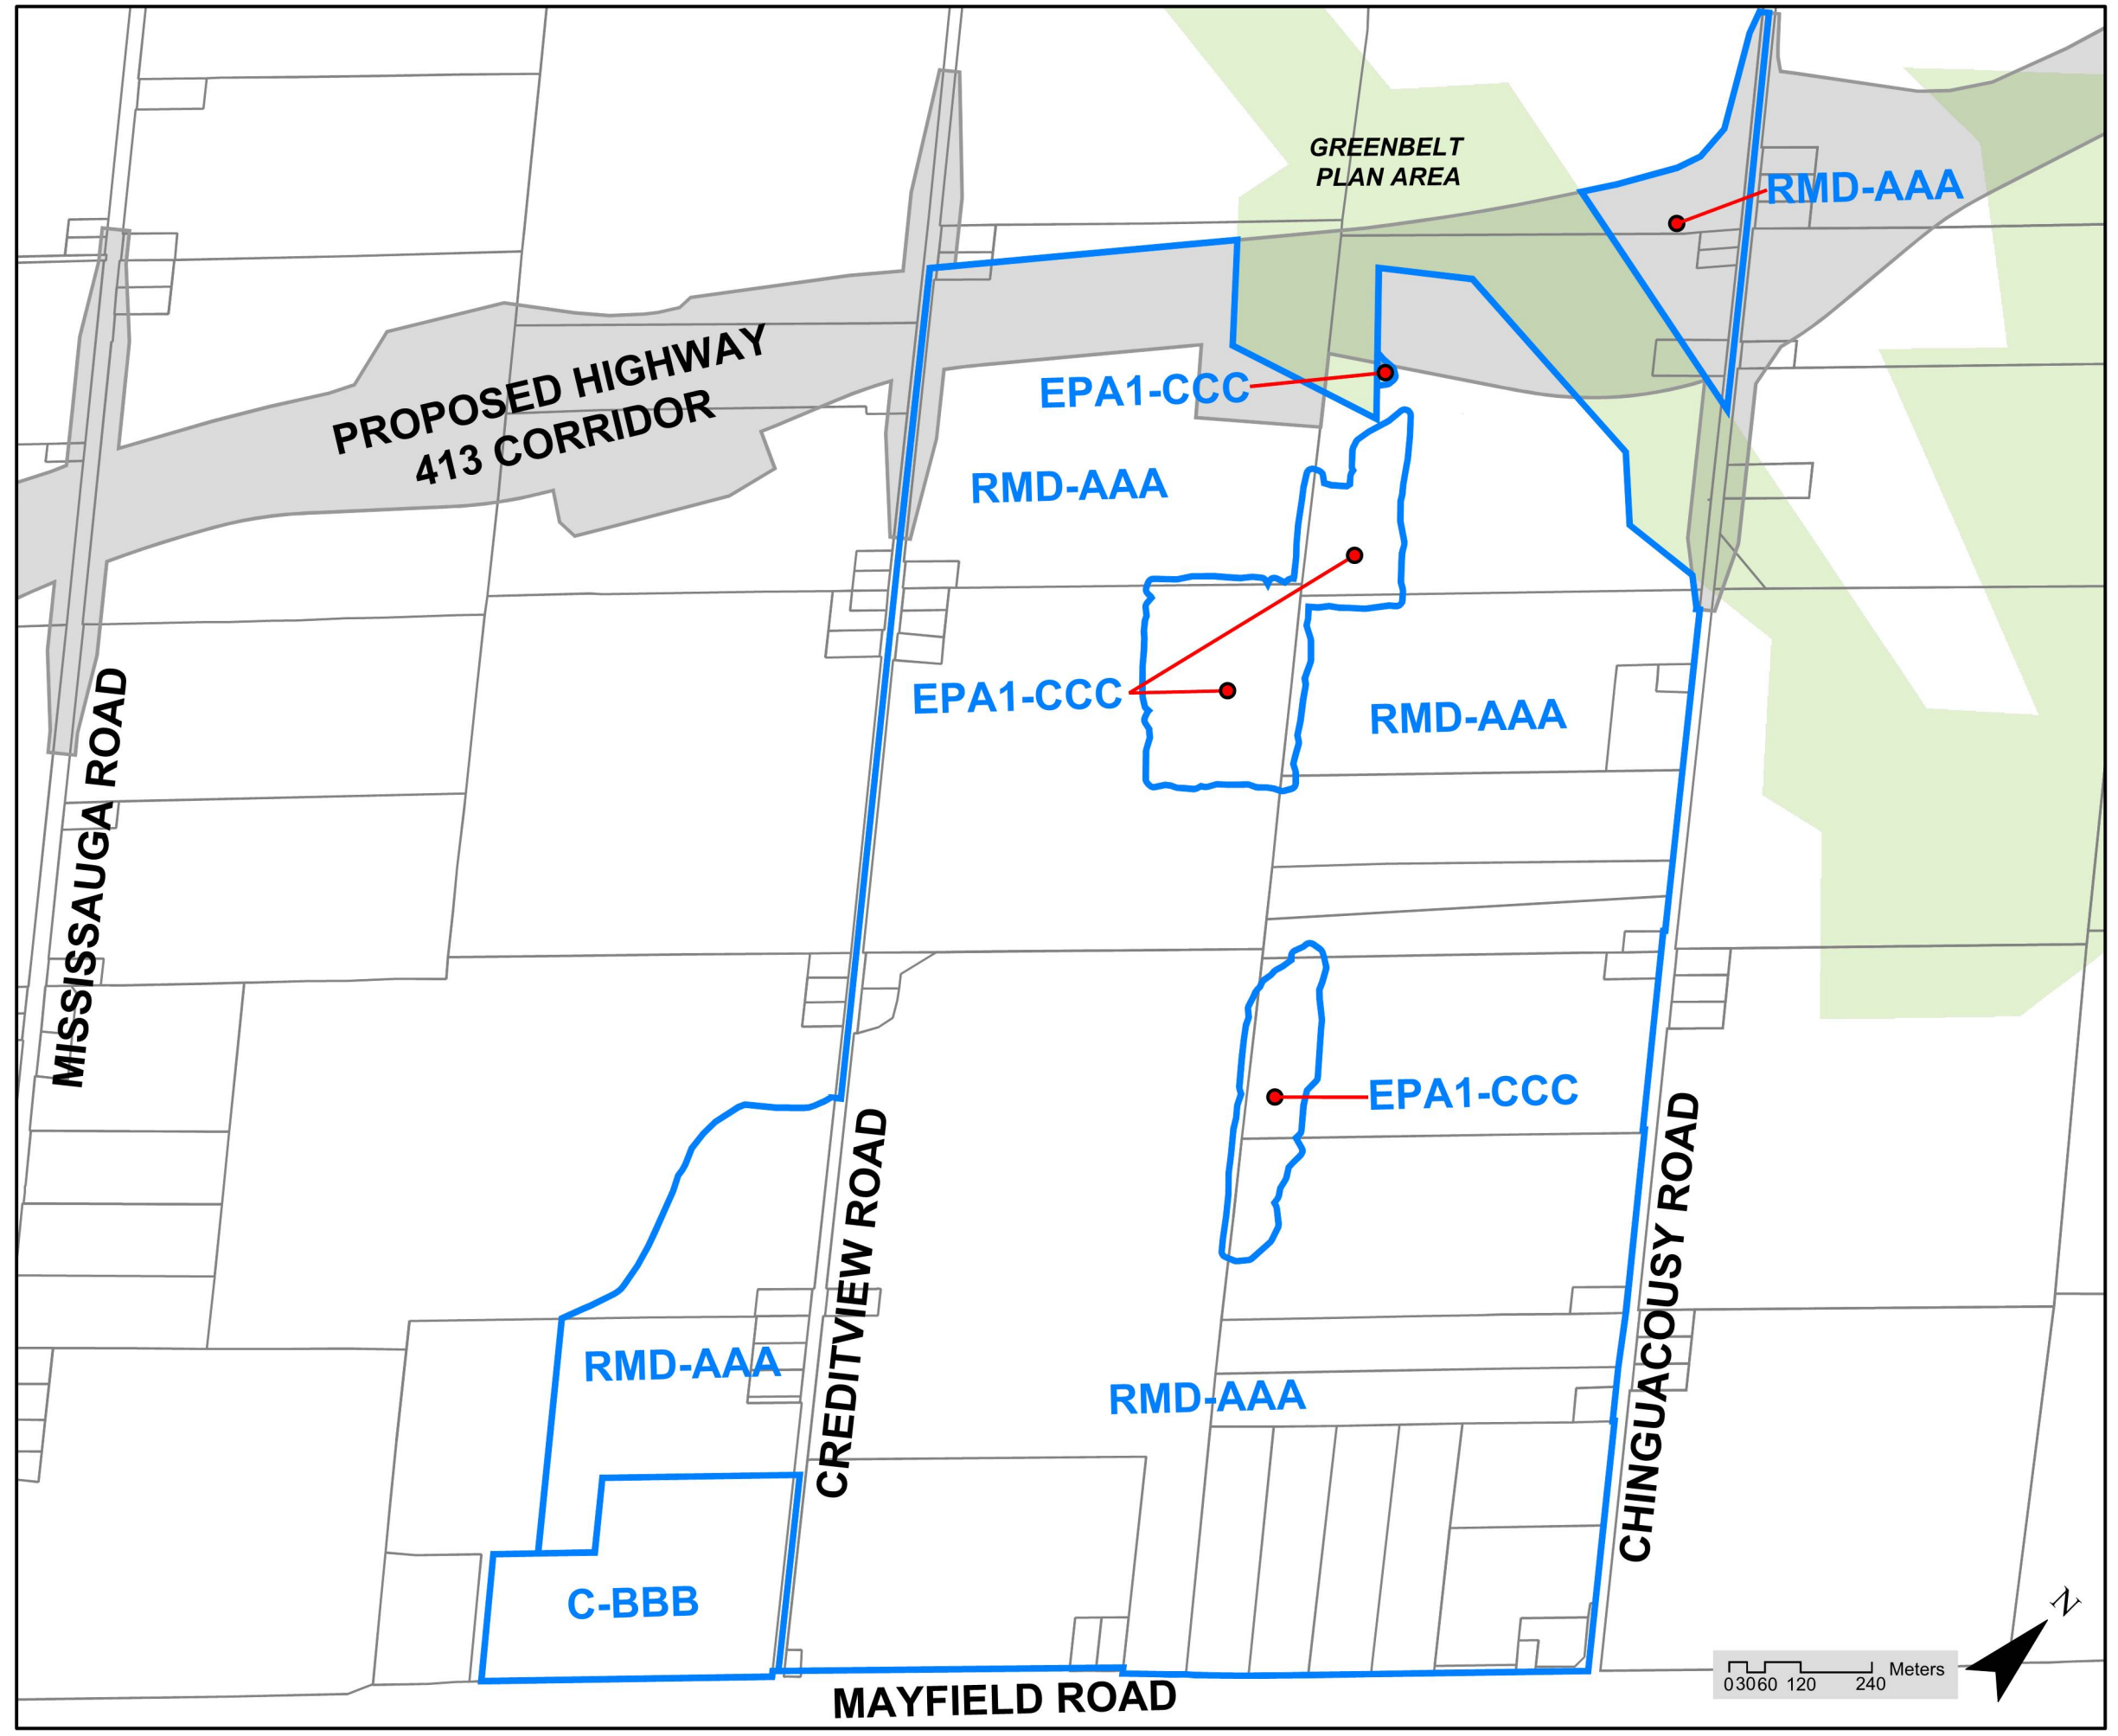 GREENBELT
PLAN AREA
RMD-AAA
PROPOSED HIGHWAY
413 CORRIDOR
EPA1-CCC
RMD-AAA
EPA1-CCC
RMD-AAA
MISSISSAUGA ROAD
EPA1-CCC
CREDITVIEW ROAD
CHINGUACOUSY ROAD
RMD-AAA
RMD-AAA
C-BBB
MAYFIELD ROAD
N
Meters
0 30 60 120 240